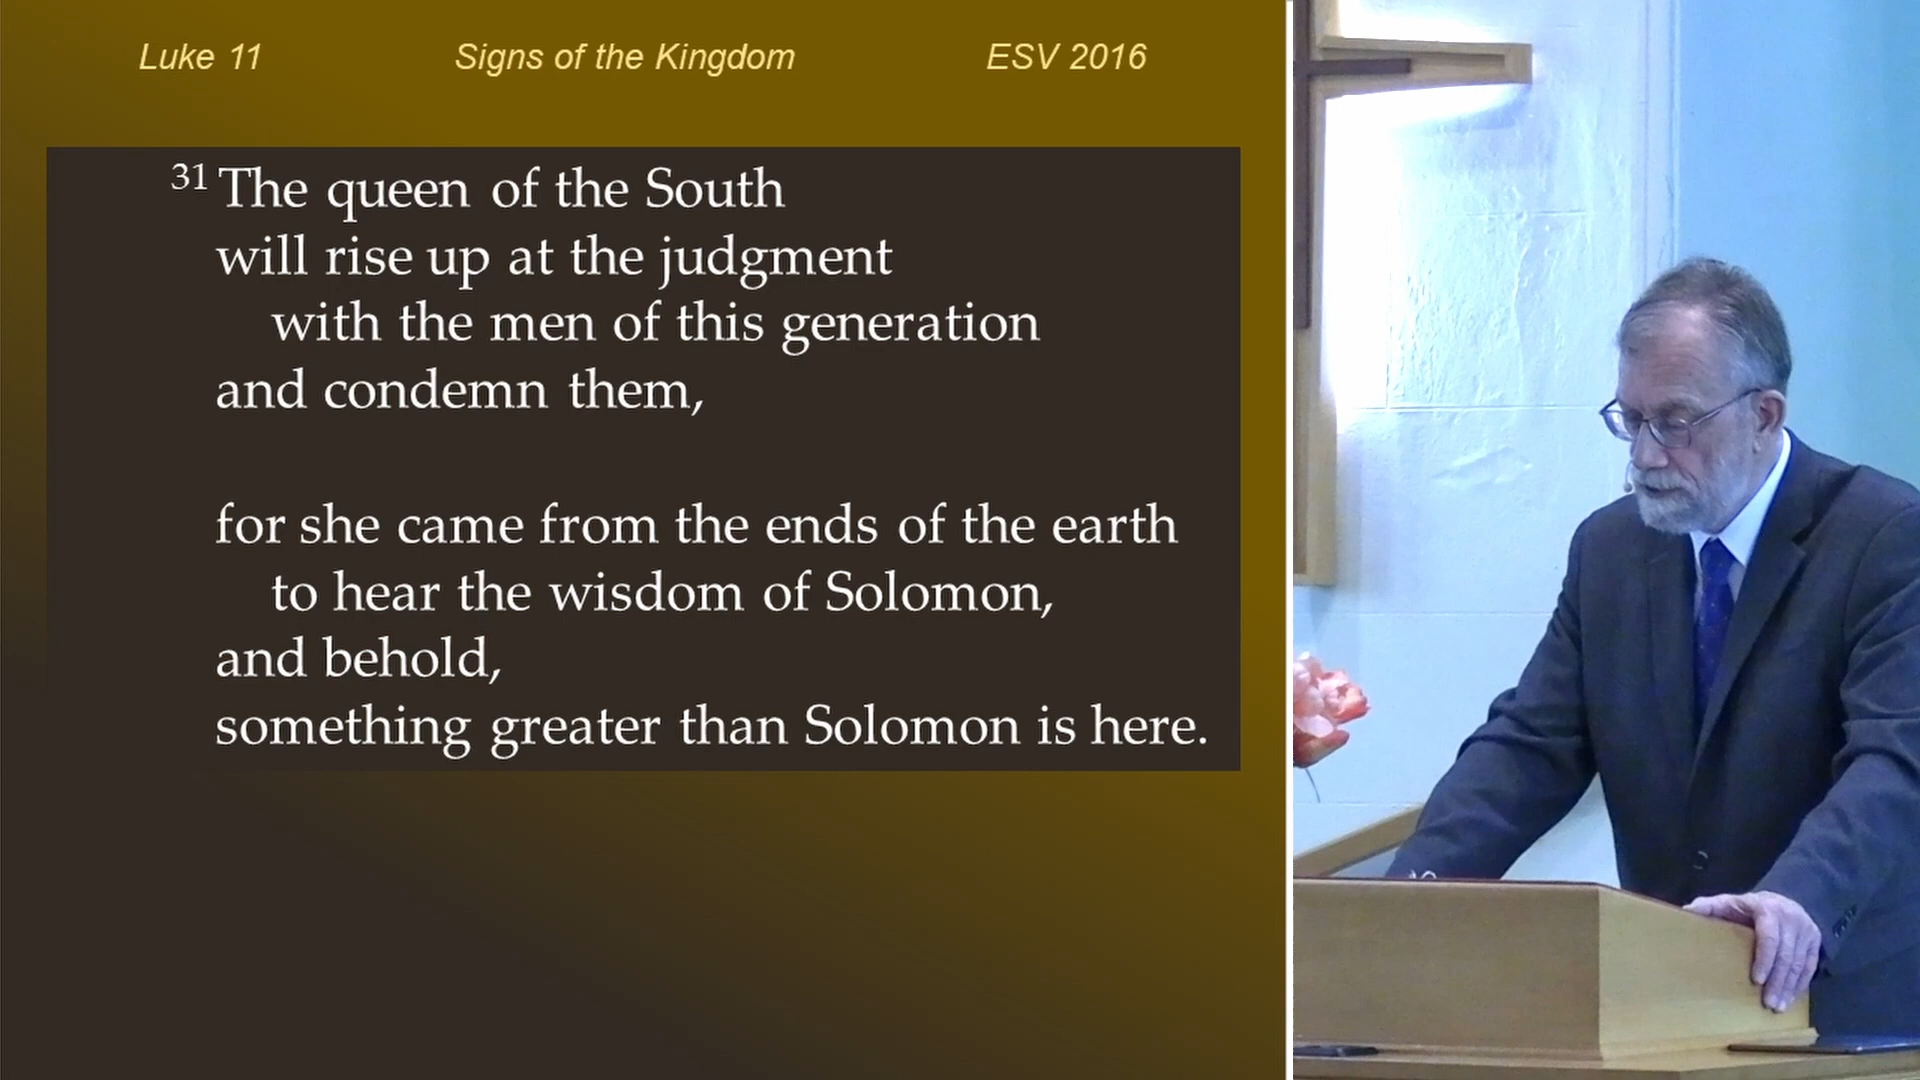 Luke 11 Signs of the Kingdom ESV 2016
31 The queen of the South
will rise up at the judgment
with the men of this generation
and condemn them,
for she came from the ends of the earth
to hear the wisdom of Solomon,
and behold,
something greater than Solomon is here.